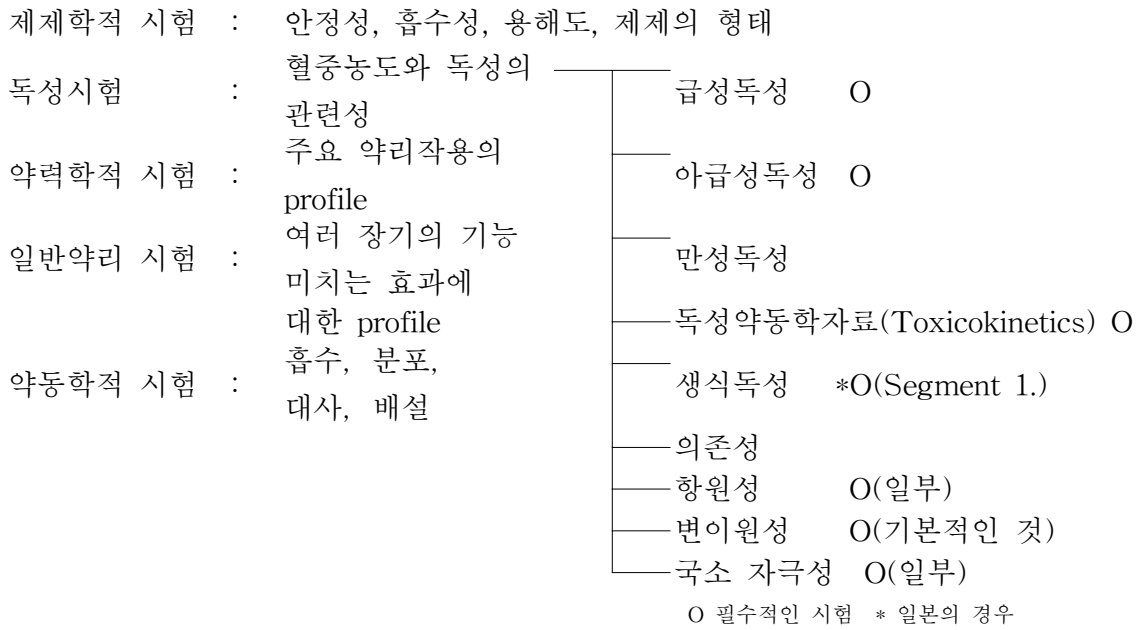 제제학적 시험 : 안정성, 흡수성, 용해도, 제제의 형태
독성시험 : 혈중농도와 독성의
관련성
약력학적 시험 : 주요 약리작용의
profile
일반약리 시험 : 여러 장기의 기능
미치는 효과에
대한 profile
약동학적 시험 : 흡수, 분포,
대사, 배설
급성독성 O
아급성독성 O
만성독성
독성약동학자료(Toxicokinetics) O
생식독성 *O(Segment 1.)
의존성
항원성 O(일부)
변이원성 O(기본적인 것)
국소 자극성 O(일부)
O 필수적인 시험 * 일본의 경우